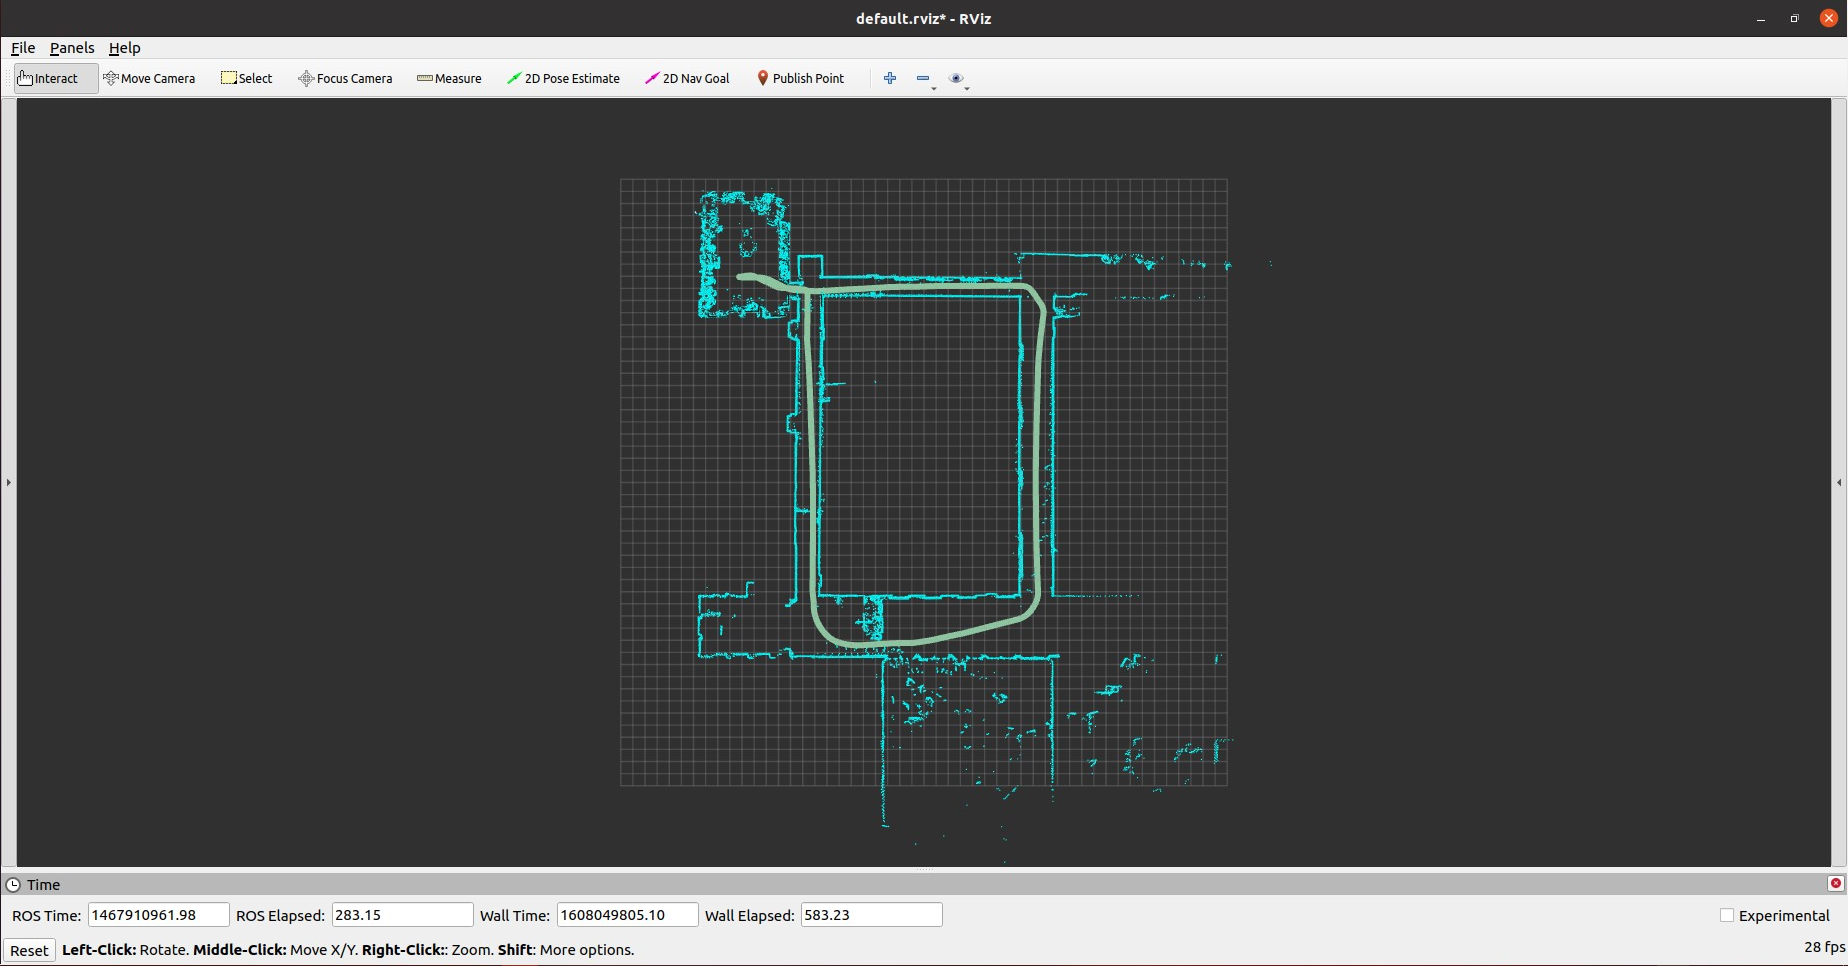 default.rviz* - RViz
File Panels Help
Interact Move Camera Select Focus Camera Measure 2D Pose Estimate 2D Nav Goal Publish Point
Time
ROS Time: 1467910961.98 ROS Elapsed: 283.15 Wall Time: 1608049805.10 Wall Elapsed: 583.23 Experimental
Reset Left-Click: Rotate. Middle-Click: Move X/Y. Right-Click:: Zoom. Shift: More options. 28 fps